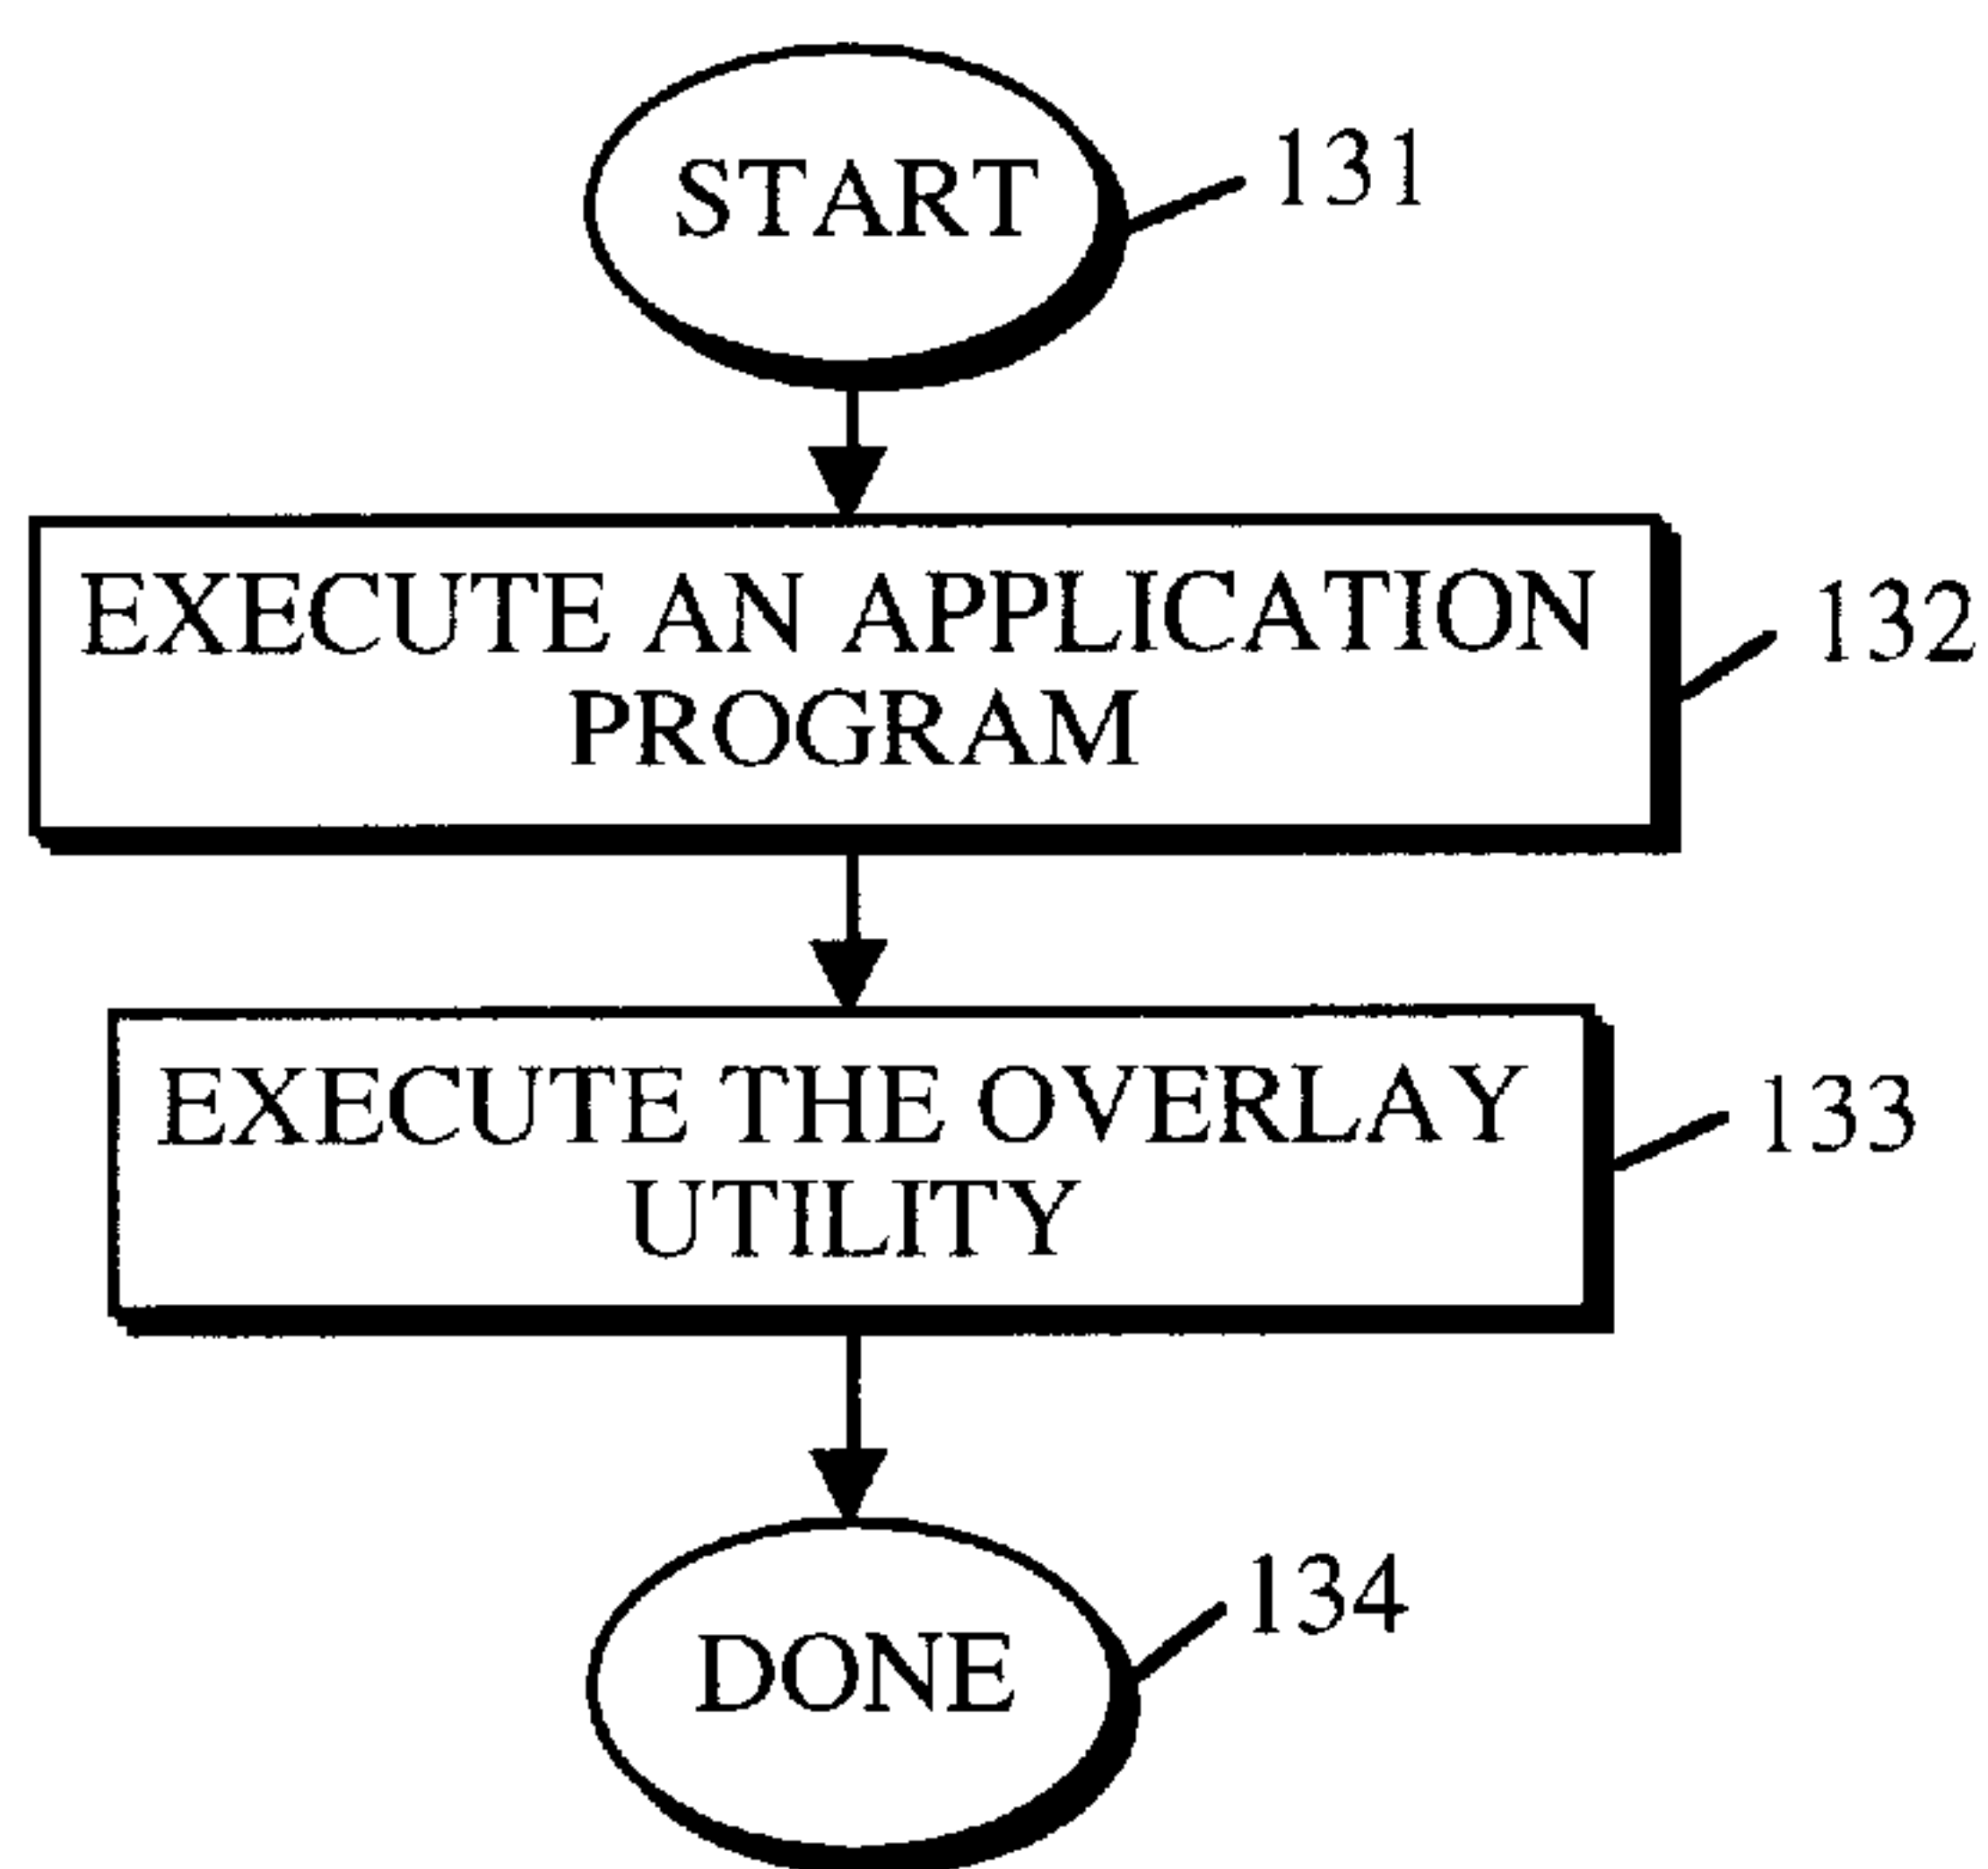 START
131
EXECUTE AN APPLICATION
PROGRAM
132
EXECUTE THE OVERLAY
UTILITY
133
DONE
134